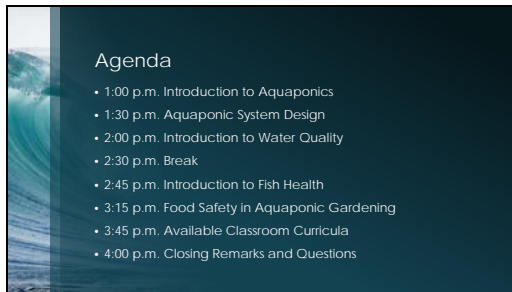 Agenda
• 1:00 p.m. Introduction to Aquaponics
• 1:30 p.m. Aquaponic System Design
• 2:00 p.m. Introduction to Water Quality
• 2:30 p.m. Break
• 2:45 p.m. Introduction to Fish Health
• 3:15 p.m. Food Safety in Aquaponic Gardening
• 3:45 p.m. Available Classroom Curricula
• 4:00 p.m. Closing Remarks and Questions